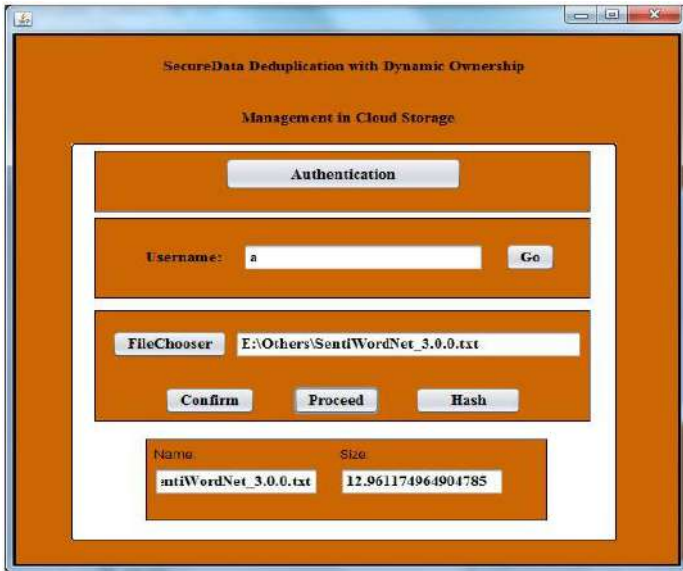 SecureData Deduplication with Dynamic Ownership
Management in Cloud Storage
Authentication
Username: a Go
FileChooser E:\Others\SentiWordNet_3.0.0.txt
Confirm Proceed Hash
Name: Size:
entiWordNet_3.0.0.txt 12.961174964904785